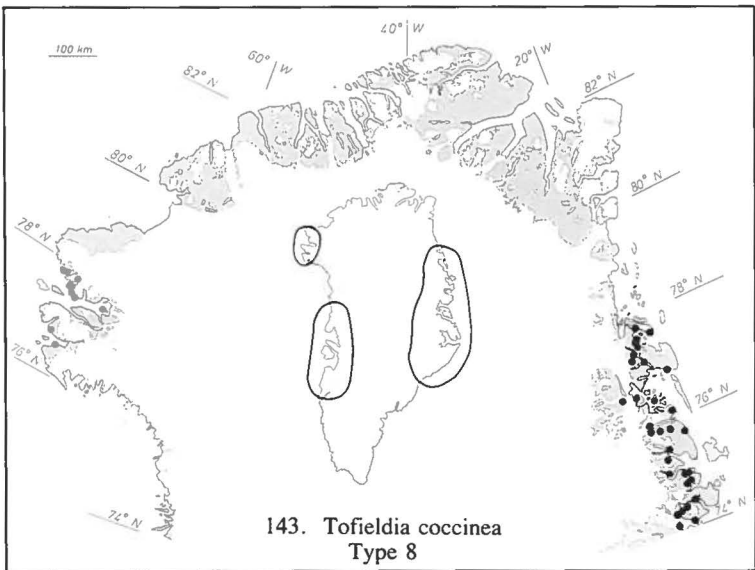 40° W
100 km
60° W
20° W
82° N
82° N
80° N
80° N
78° N
78° N
76° N
76° N
74° N
74° N
143. Tofieldia coccinea
Type 8